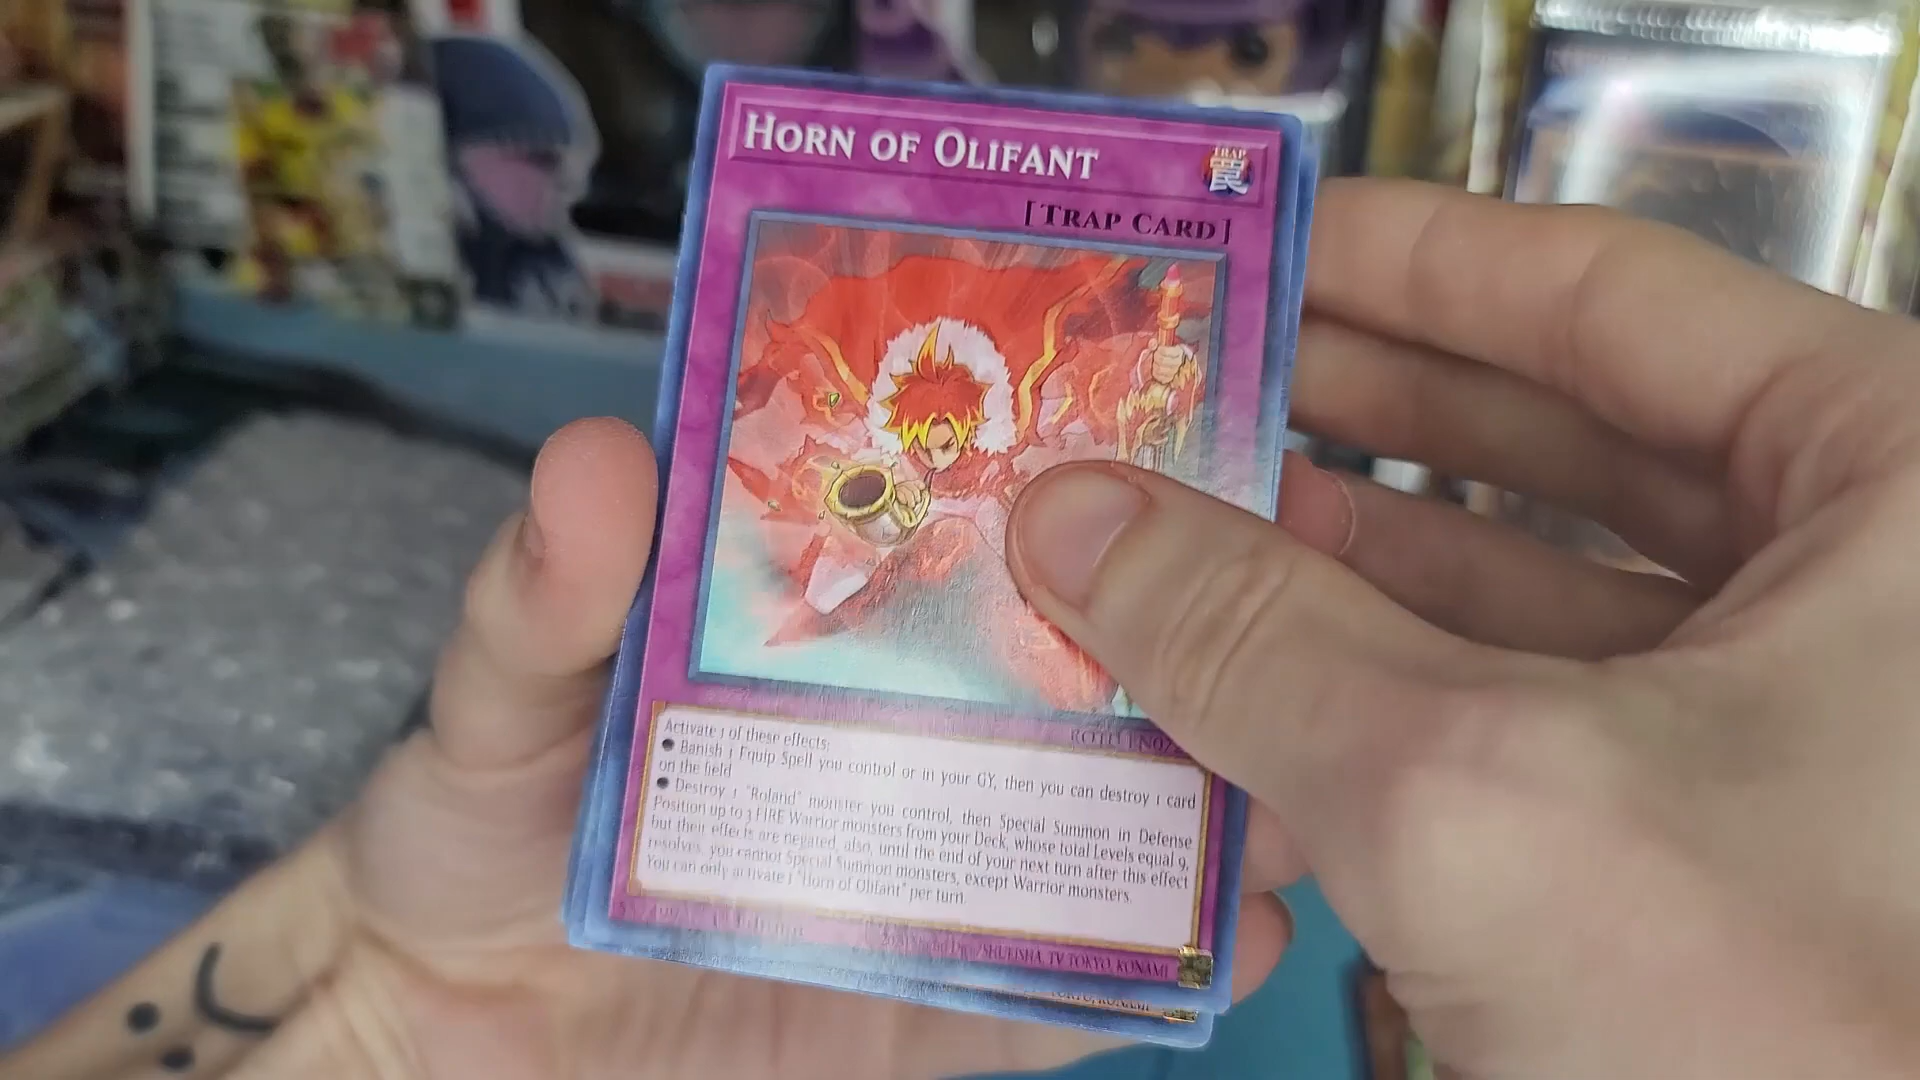 HORN OF OLIFANT
TRAP
罠
[TRAP CARD]
Activate 1 of these effects;
● Banish 1 Equip Spell you control or in your GY, then you can destroy 1 card
on the field
● Destroy 1 "Roland" monster you control, then Special Summon in Defense
Position up to 3 FIRE Warrior monsters from your Deck, whose total Levels equal 9,
but their effects are negated, also, until the end of your next turn after this effect
resolves, you cannot Special Summon monsters, except Warrior monsters.
You can only activate 1 "Horn of Olifant" per turn.
/SHUEISHA, TV TOKYO, KONAMI